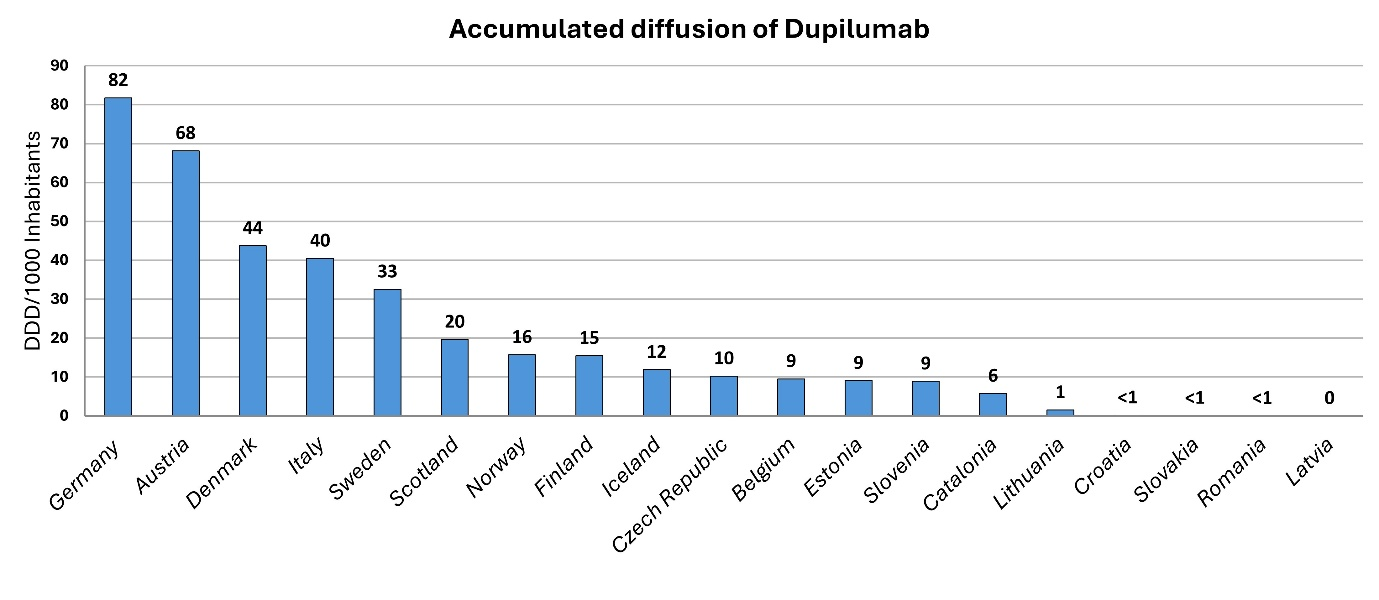 Accumulated diffusion of Dupilumab
DDD/1000 Inhabitants
90
80
70
60
50
40
30
20
10
0
82
68
44
40
33
20
16
15
12
10
9
9
9
6
1
<1
<1
<1
0
Germany
Austria
Denmark
Italy
Sweden
Scotland
Norway
Finland
Iceland
Czech Republic
Belgium
Estonia
Slovenia
Catalonia
Lithuania
Croatia
Slovakia
Romania
Latvia